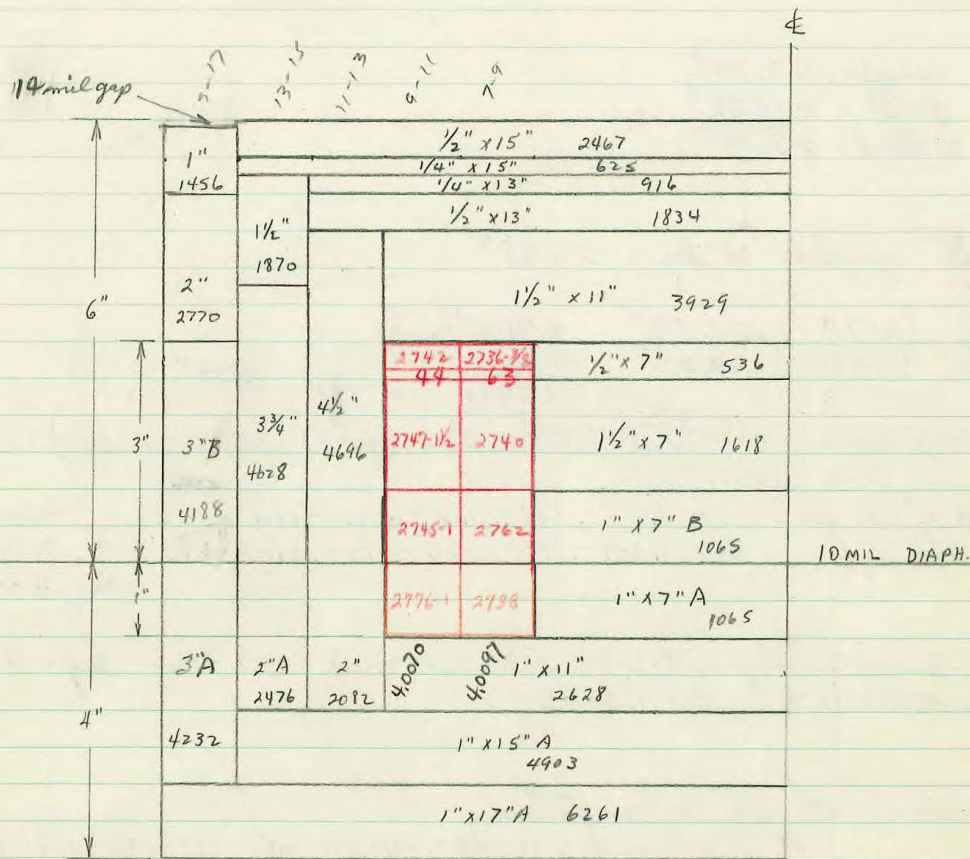 ℄
9-17 13-15 11-13 9-11 7-9
114 mil gap
1/2" x 15" 2467
1/4" x 15" 625
1/4" x 13" 916
1/2" x 13" 1834
1"
1456
1 1/2"
1870
2"
2770
6"
1 1/2" x 11" 3929
2742 2736-3/8
44 63
1/2" x 7" 536
3"
3" B
4188
3 3/4"
4628
4 1/2"
4696
2747-1 1/2 2740
1 1/2" x 7" 1618
2745-1 2762
1" x 7" B
1065
10 MIL DIAPH.
1"
2776-1 2738
1" x 7" A
1065
3"A
4232
2"A
2476
2"
2082
4.0070
4.0097
1" x 11"
2628
4"
1" x 15" A
4903
1" x 17" A 6261